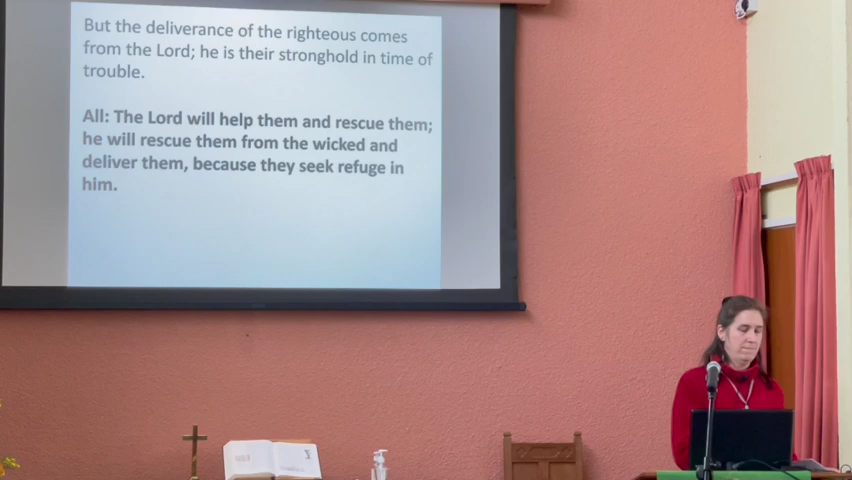 But the deliverance of the righteous comes
from the Lord; he is their stronghold in time of
trouble.
All: The Lord will help them and rescue them;
he will rescue them from the wicked and
deliver them, because they seek refuge in
him.